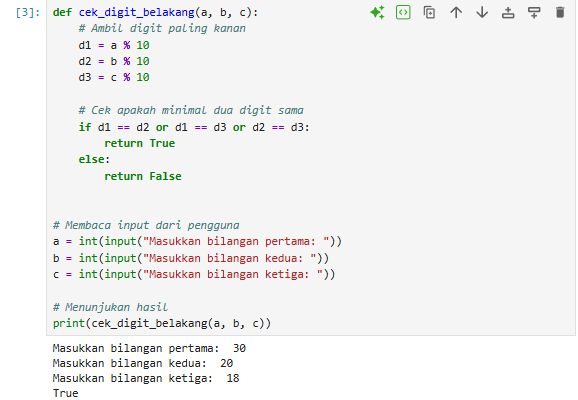 [3]: def cek_digit_belakang(a, b, c):
# Ambil digit paling kanan
d1 = a % 10
d2 = b % 10
d3 = c % 10
# Cek apakah minimal dua digit sama
if d1 == d2 or d1 == d3 or d2 == d3:
return True
else:
return False
# Membaca input dari pengguna
a = int(input("Masukkan bilangan pertama: "))
b = int(input("Masukkan bilangan kedua: "))
c = int(input("Masukkan bilangan ketiga: "))
# Menunjukan hasil
print(cek_digit_belakang(a, b, c))
Masukkan bilangan pertama: 30
Masukkan bilangan kedua: 20
Masukkan bilangan ketiga: 18
True